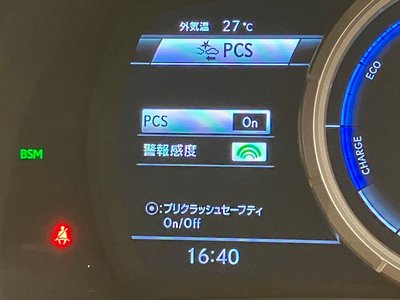 外気温 27℃
PCS
PCS On
警報感度
BSM
ECO
CHARGE
⦿:プリクラッシュセーフティ
On/Off
16:40